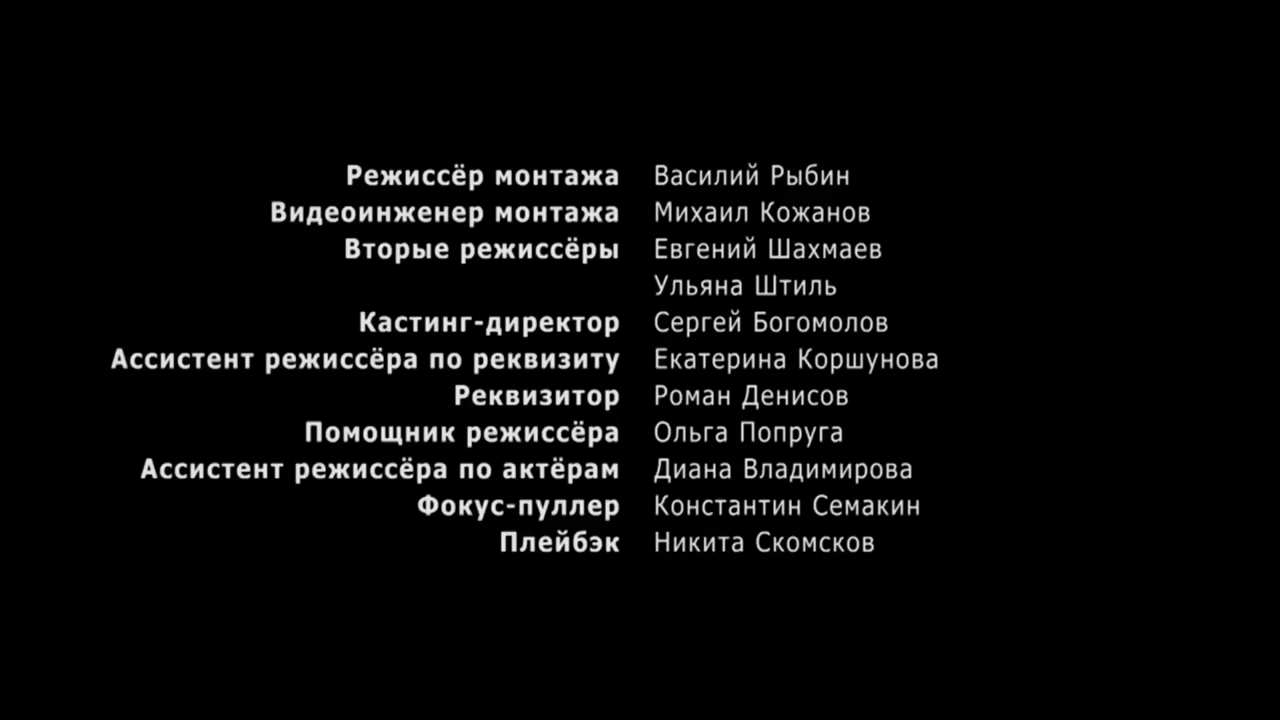 Режиссёр монтажа Василий Рыбин
Видеоинженер монтажа Михаил Кожанов
Вторые режиссёры Евгений Шахмаев
Ульяна Штиль
Кастинг-директор Сергей Богомолов
Ассистент режиссёра по реквизиту Екатерина Коршунова
Реквизитор Роман Денисов
Помощник режиссёра Ольга Попруга
Ассистент режиссёра по актёрам Диана Владимирова
Фокус-пуллер Константин Семакин
Плейбэк Никита Скомсков